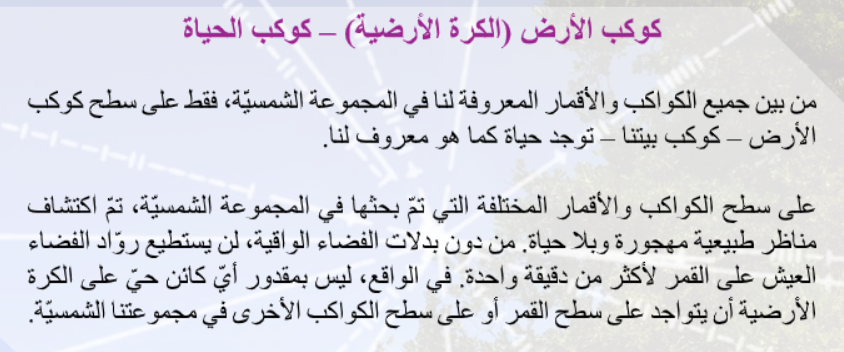 كوكب الأرض (الكرة الأرضية) – كوكب الحياة
من بين جميع الكواكب والأقمار المعروفة لنا في المجموعة الشمسيّة، فقط على سطح كوكب
الأرض – كوكب بيتنا – توجد حياة كما هو معروف لنا.
على سطح الكواكب والأقمار المختلفة التي تمّ بحثها في المجموعة الشمسيّة، تمّ اكتشاف
مناظر طبيعية مهجورة وبلا حياة. من دون بدلات الفضاء الواقية، لن يستطيع روّاد الفضاء
العيش على القمر لأكثر من دقيقة واحدة. في الواقع، ليس بمقدور أيّ كائن حيّ على الكرة
الأرضية أن يتواجد على سطح القمر أو على سطح الكواكب الأخرى في مجموعتنا الشمسيّة.